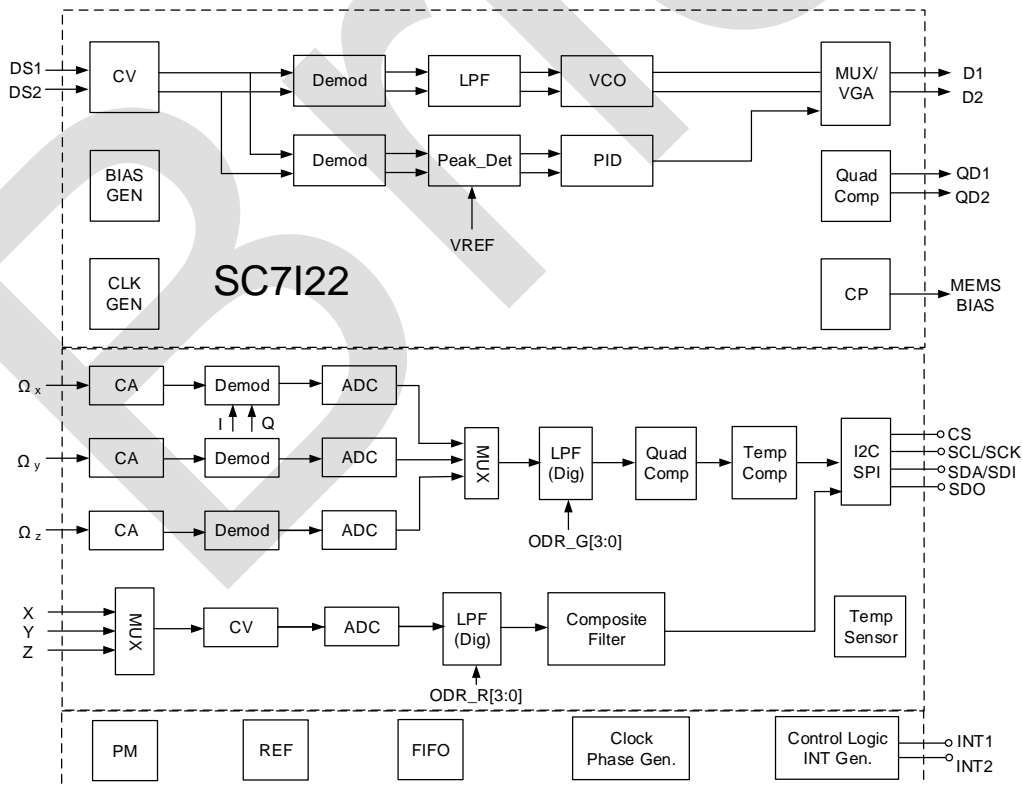 DS1
DS2
CV
Demod
LPF
VCO
MUX/
VGA
D1
D2
Demod
Peak_Det
PID
VREF
BIAS
GEN
Quad
Comp
QD1
QD2
CLK
GEN
SC7I22
CP
MEMS
BIAS
Ω x
CA
Demod
ADC
I
Q
Ω y
CA
Demod
ADC
MUX
LPF
(Dig)
Quad
Comp
Temp
Comp
I2C
SPI
CS
SCL/SCK
SDA/SDI
SDO
Ω z
CA
Demod
ADC
ODR_G[3:0]
X
Y
Z
MUX
CV
ADC
LPF
(Dig)
Composite
Filter
Temp
Sensor
ODR_R[3:0]
PM
REF
FIFO
Clock
Phase Gen.
Control Logic
INT Gen.
INT1
INT2